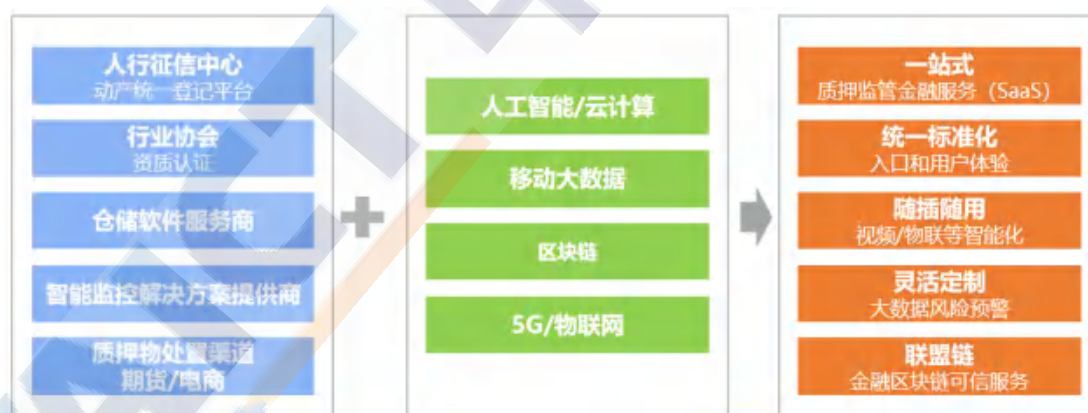 人行征信中心
动产统一登记平台
行业协会
资质认证
仓储软件服务商
智能监控解决方案提供商
质押物处置渠道
期货/电商
人工智能/云计算
移动大数据
区块链
5G/物联网
一站式
质押监管金融服务（SaaS）
统一标准化
入口和用户体验
随插随用
视频/物联等智能化
灵活定制
大数据风险预警
联盟链
金融区块链可信服务